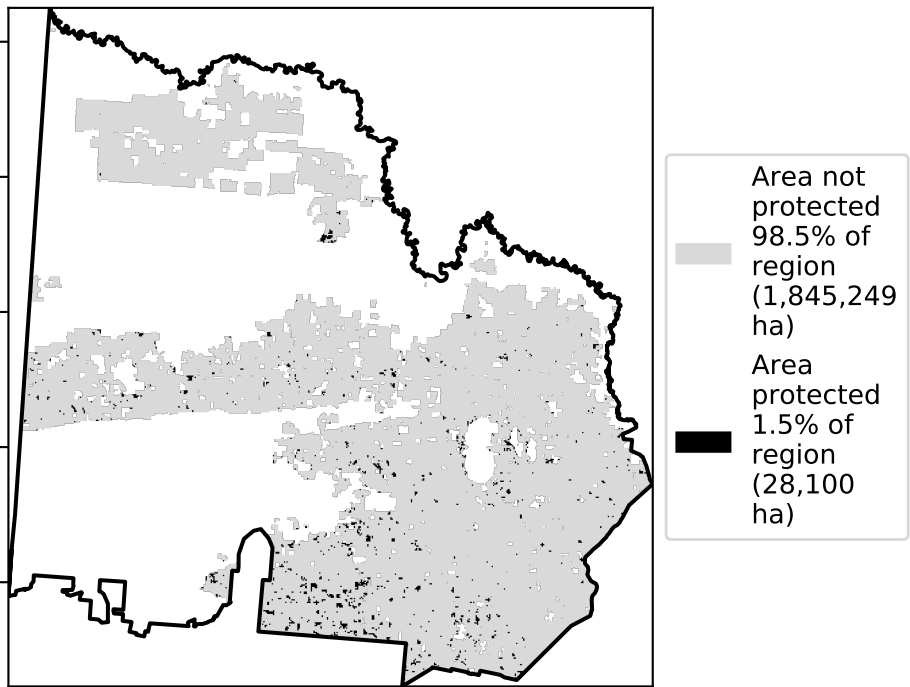 Area not
protected
98.5% of
region
(1,845,249
ha)
Area
protected
1.5% of
region
(28,100
ha)